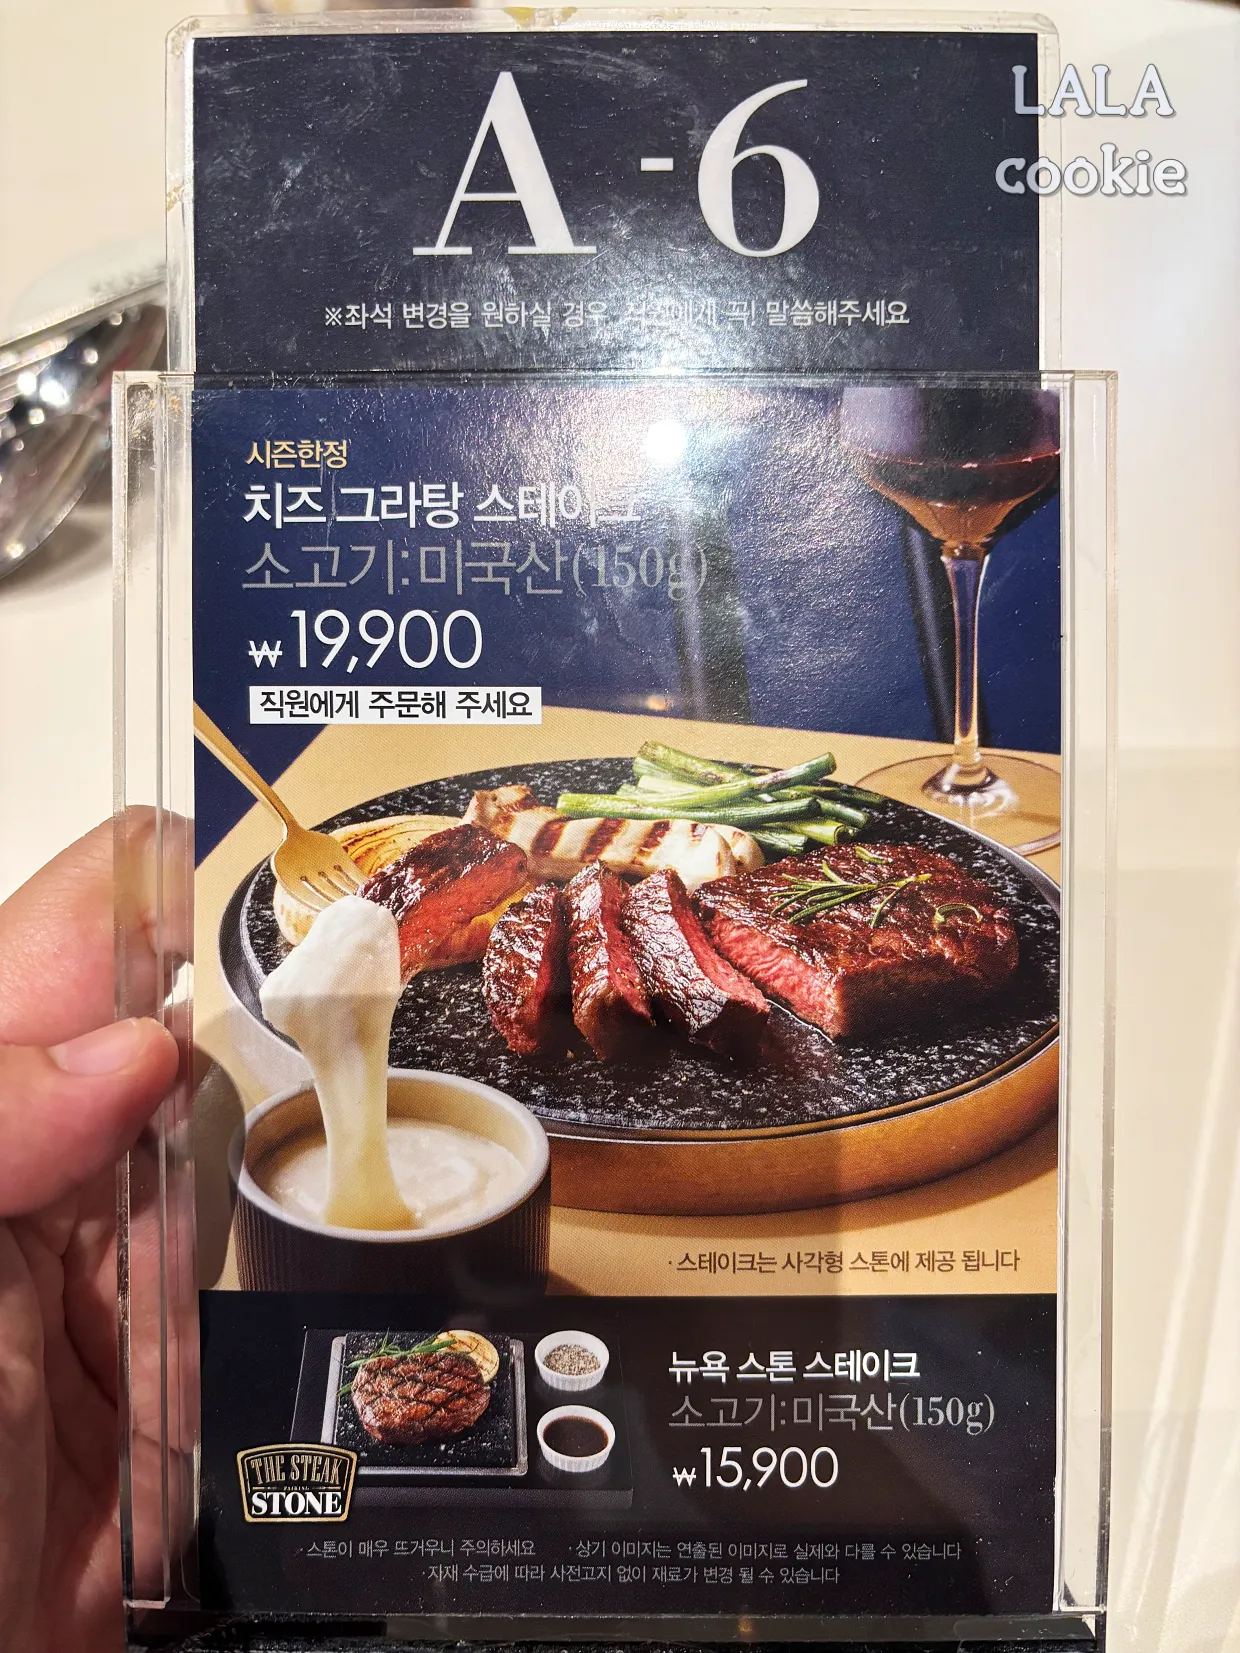 A -6
LALA
cookie
※좌석 변경을 원하실 경우, 직원에게 꼭! 말씀해주세요
시즌한정
치즈 그라탕 스테이크
소고기:미국산(150g)
₩19,900
직원에게 주문해 주세요
·스테이크는 사각형 스톤에 제공 됩니다
뉴욕 스톤 스테이크
소고기:미국산(150g)
₩15,900
THE STEAK
PAIRING
STONE
·스톤이 매우 뜨거우니 주의하세요 ·상기 이미지는 연출된 이미지로 실제와 다를 수 있습니다
·자재 수급에 따라 사전고지 없이 재료가 변경 될 수 있습니다